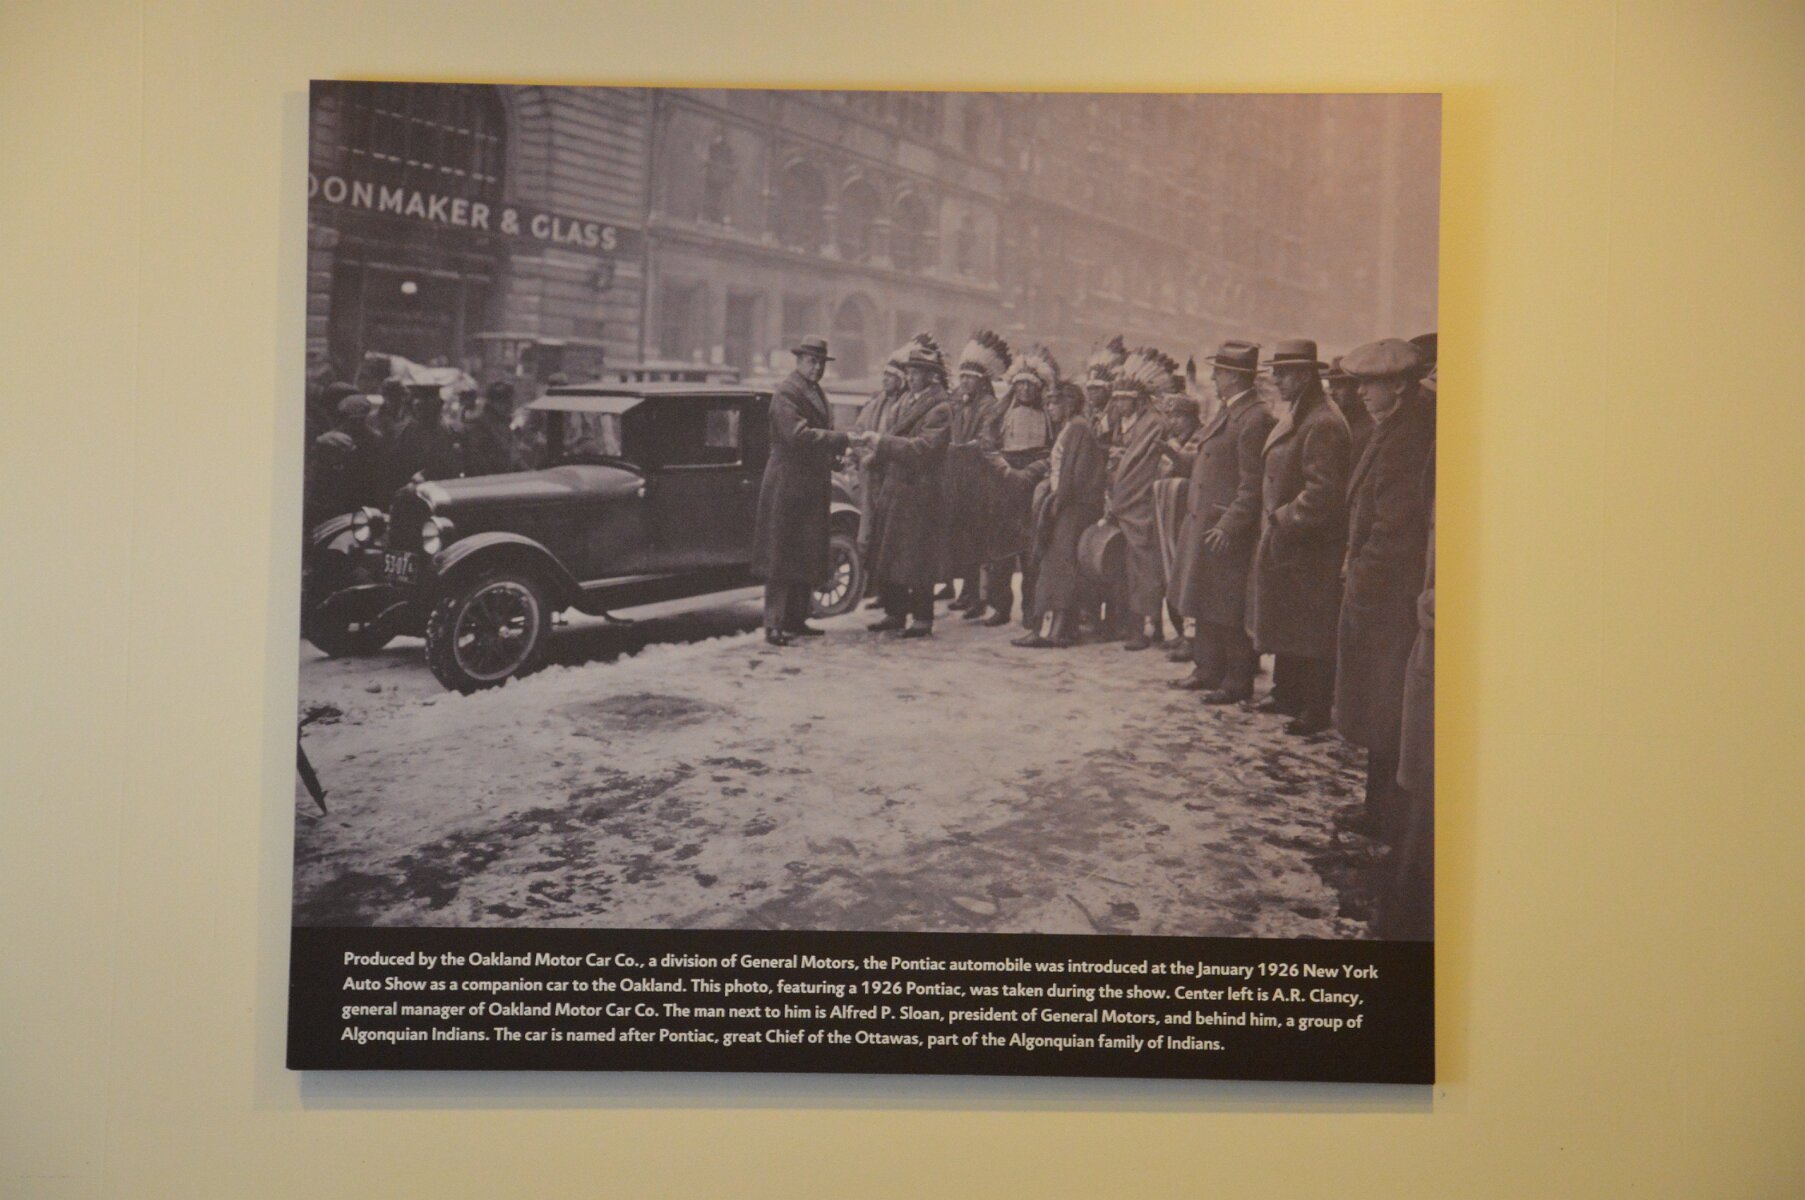 DONMAKER & GLASS
Produced by the Oakland Motor Car Co., a division of General Motors, the Pontiac automobile was introduced at the January 1926 New York
Auto Show as a companion car to the Oakland. This photo, featuring a 1926 Pontiac, was taken during the show. Center left is A.R. Clancy,
general manager of Oakland Motor Car Co. The man next to him is Alfred P. Sloan, president of General Motors, and behind him, a group of
Algonquian Indians. The car is named after Pontiac, great Chief of the Ottawas, part of the Algonquian family of Indians.